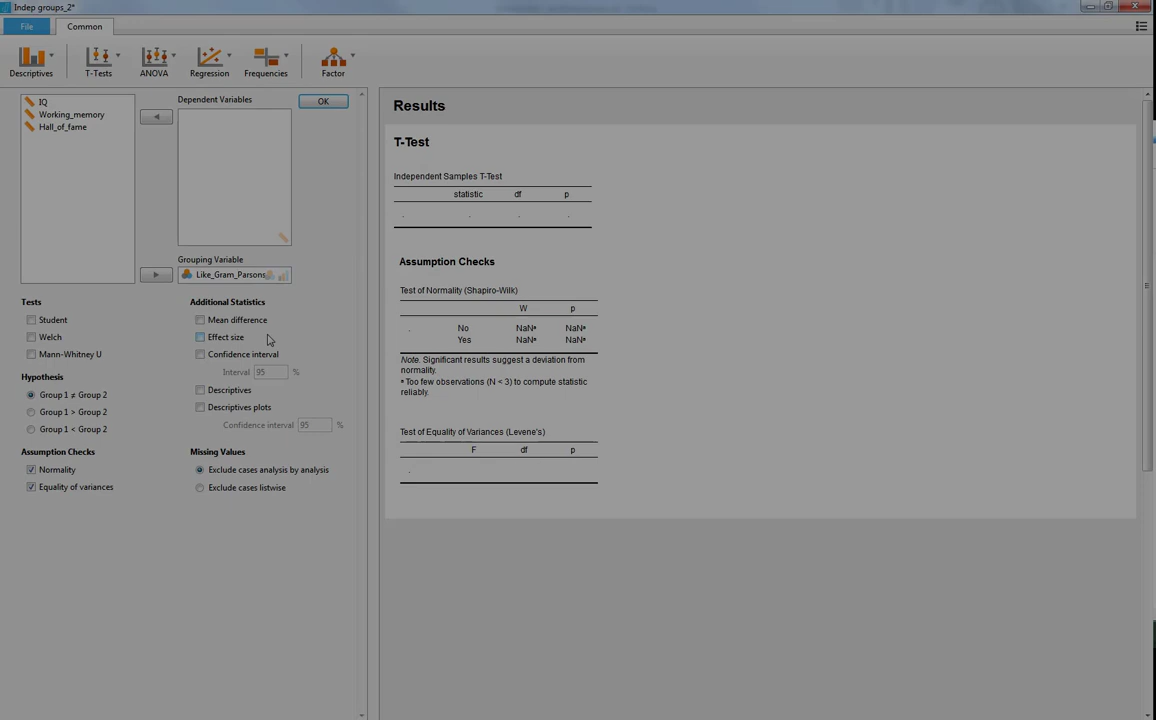 Indep groups_2*
File
Common
Descriptives
T-Tests
ANOVA
Regression
Frequencies
Factor
IQ
Working_memory
Hall_of_fame
Dependent Variables
OK
Grouping Variable
Like_Gram_Parsons
Tests
Student
Welch
Mann-Whitney U
Hypothesis
Group 1 ≠ Group 2
Group 1 > Group 2
Group 1 < Group 2
Assumption Checks
Normality
Equality of variances
Additional Statistics
Mean difference
Effect size
Confidence interval
Interval 95 %
Descriptives
Descriptives plots
Confidence interval 95 %
Missing Values
Exclude cases analysis by analysis
Exclude cases listwise
Results
T-Test
Independent Samples T-Test
statistic df p
. . . .
Assumption Checks
Test of Normality (Shapiro-Wilk)
W p
. No NaNᵃ NaNᵃ
Yes NaNᵃ NaNᵃ
Note. Significant results suggest a deviation from
normality.
ᵃ Too few observations (N < 3) to compute statistic
reliably.
Test of Equality of Variances (Levene's)
F df p
.